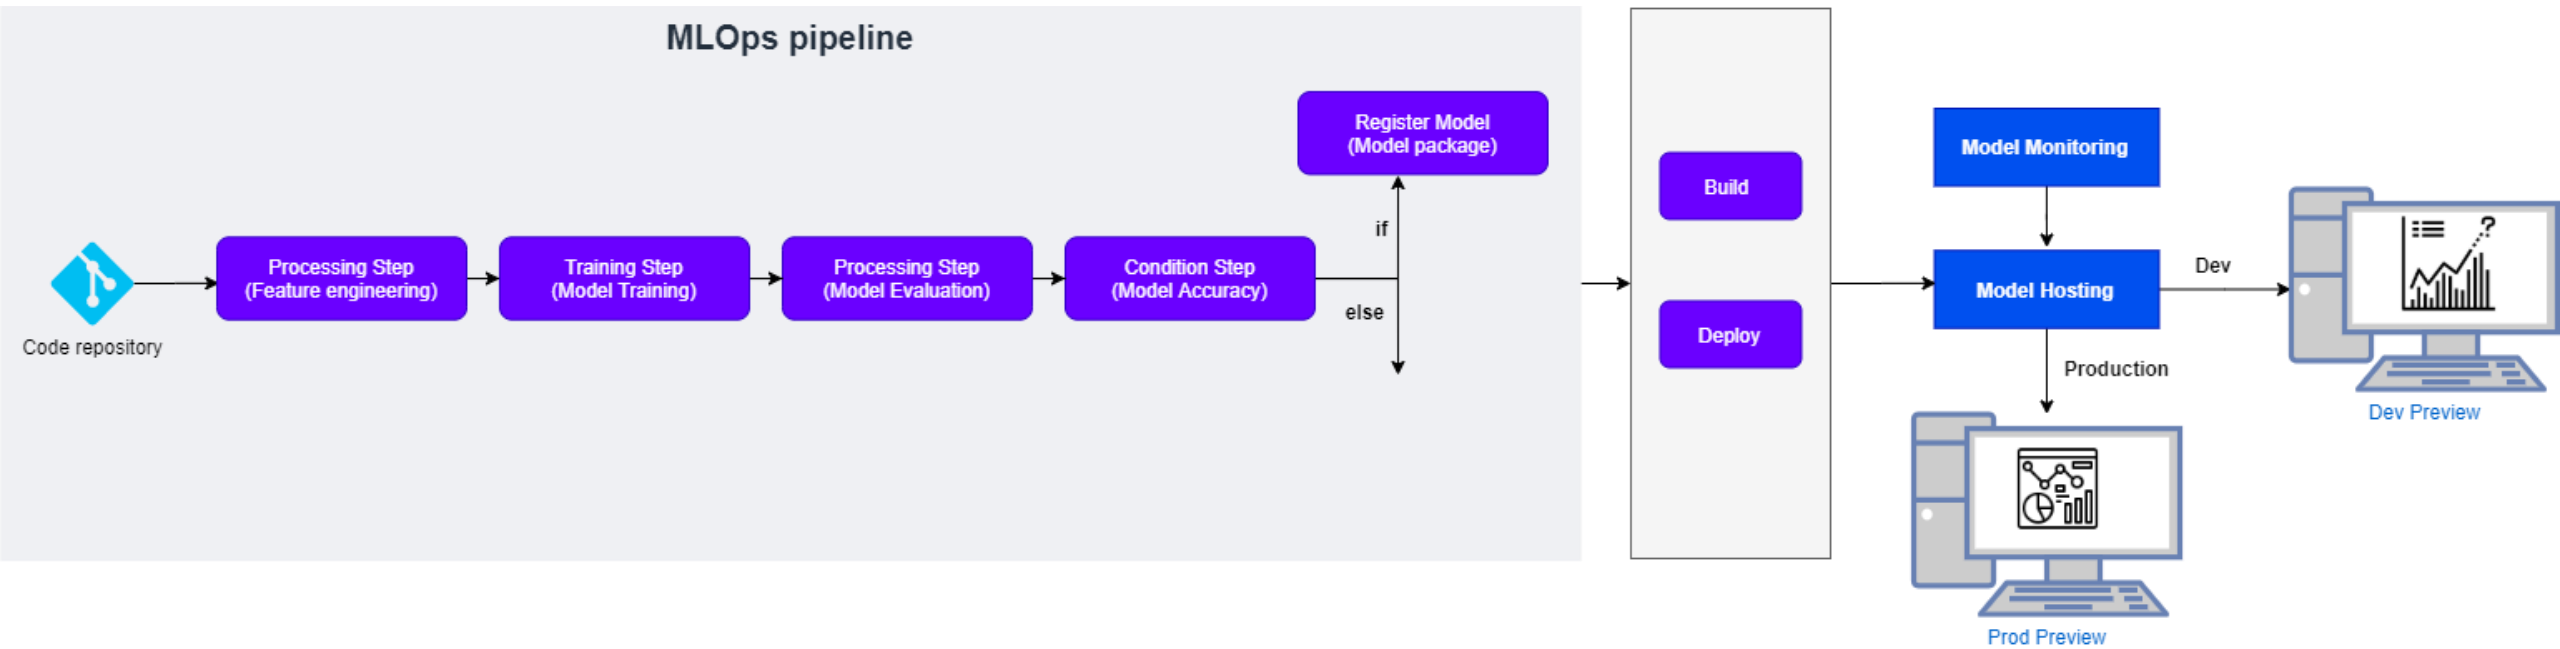 MLOps pipeline
Register Model
(Model package)
if
Processing Step
(Feature engineering)
Training Step
(Model Training)
Processing Step
(Model Evaluation)
Condition Step
(Model Accuracy)
else
Code repository
Build
Deploy
Model Monitoring
Model Hosting
Dev
Production
Dev Preview
Prod Preview
?